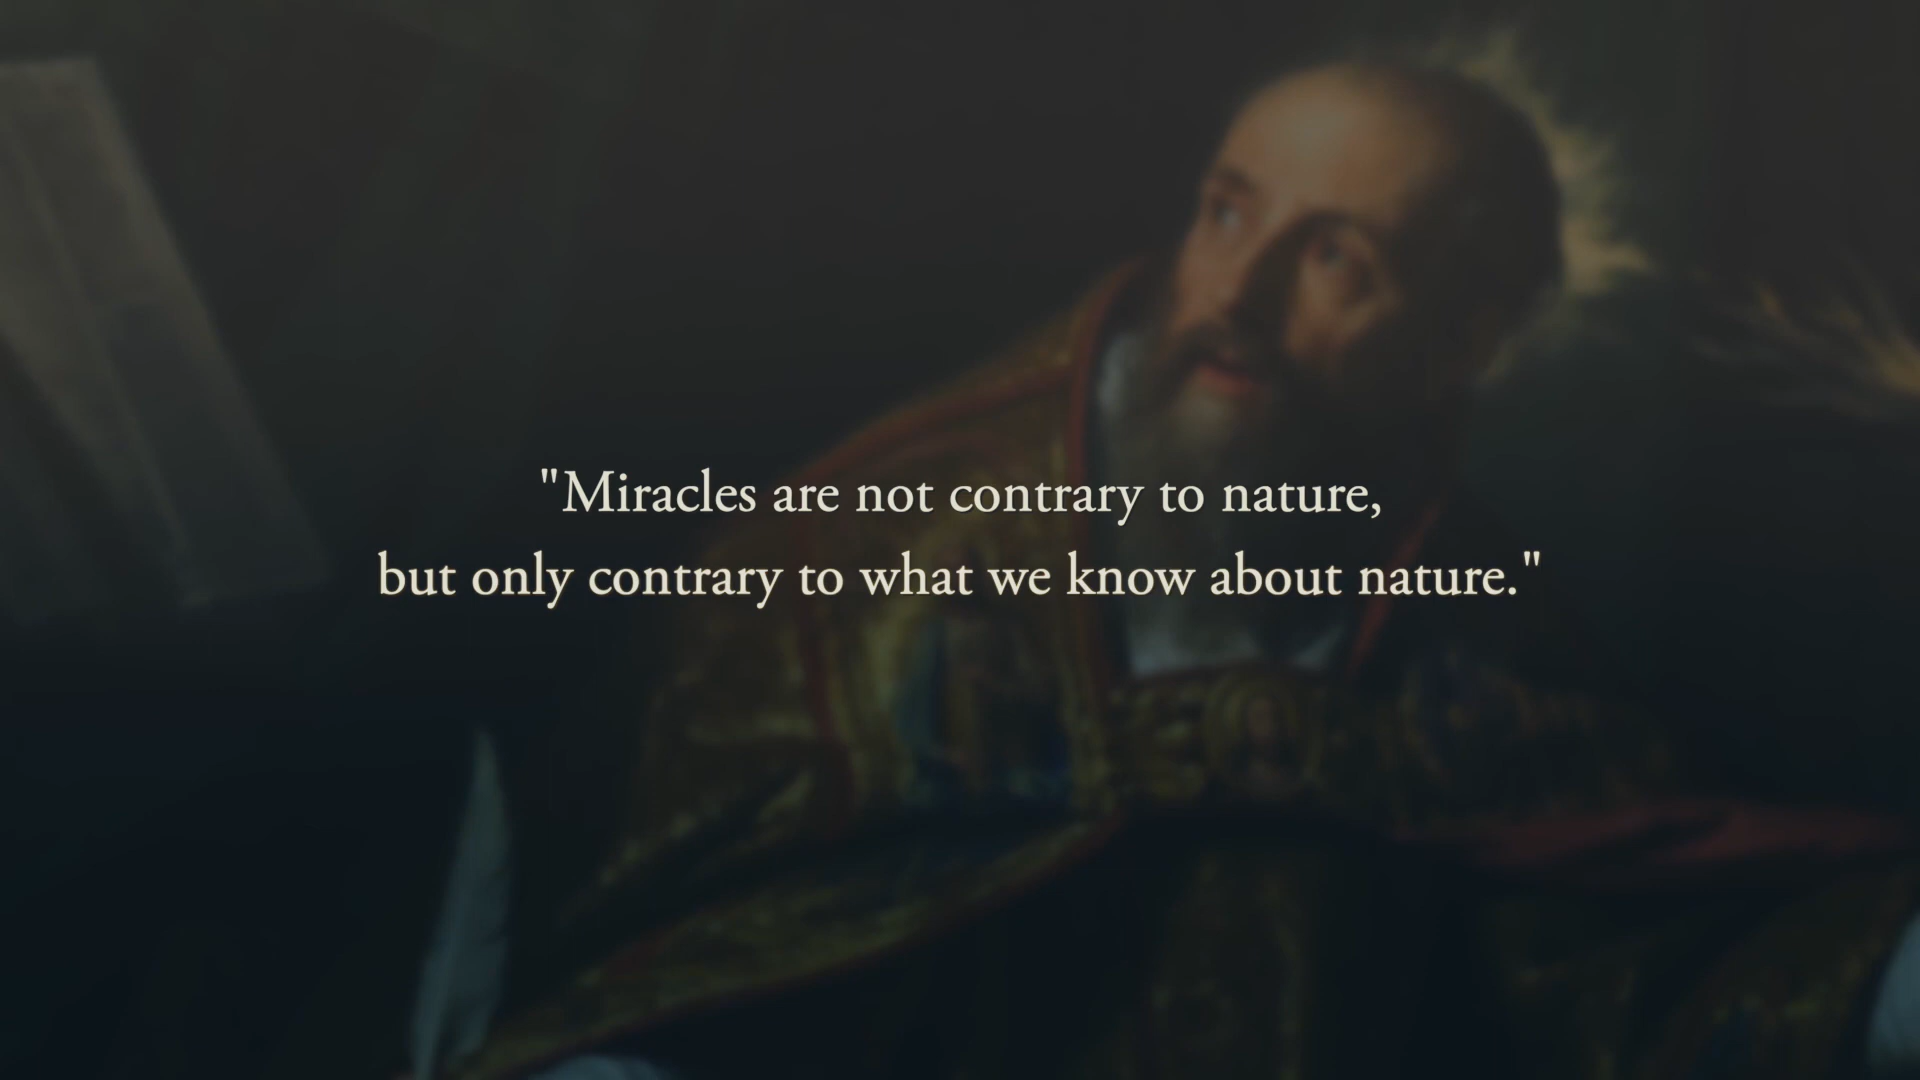 "Miracles are not contrary to nature,
but only contrary to what we know about nature."